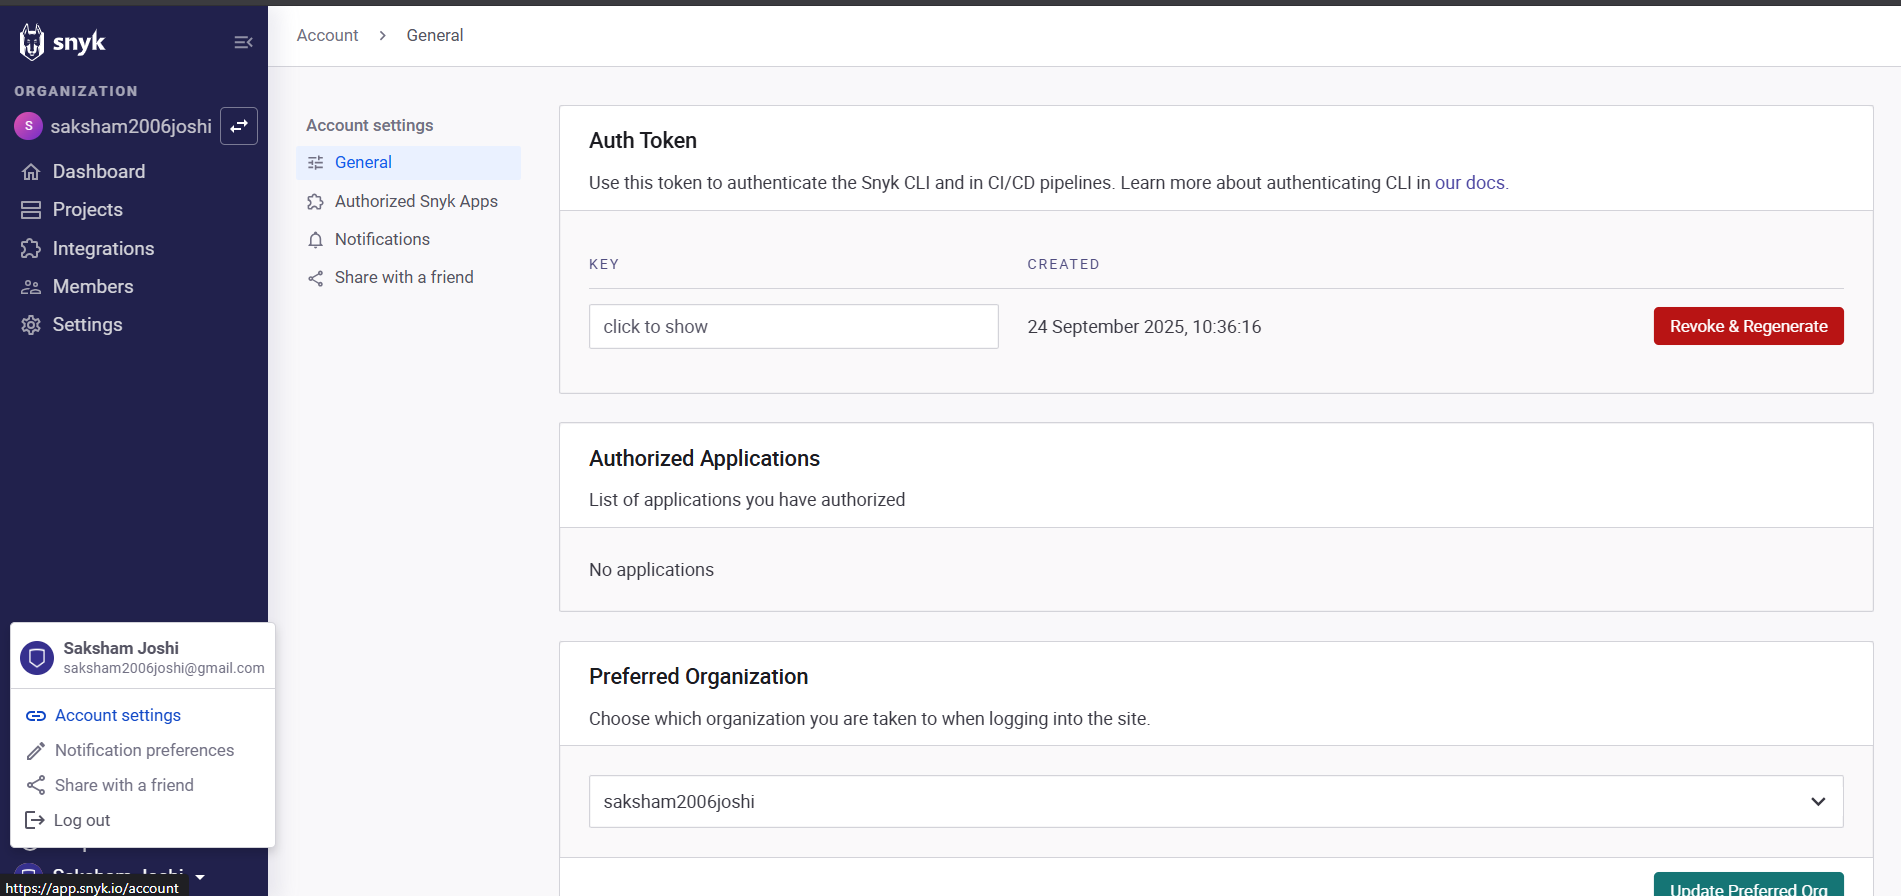 snyk
ORGANIZATION
S saksham2006joshi
Dashboard
Projects
Integrations
Members
Settings
Saksham Joshi
saksham2006joshi@gmail.com
Account settings
Notification preferences
Share with a friend
Log out
Saksham Joshi
https://app.snyk.io/account
Account > General
Account settings
General
Authorized Snyk Apps
Notifications
Share with a friend
Auth Token
Use this token to authenticate the Snyk CLI and in CI/CD pipelines. Learn more about authenticating CLI in our docs.
KEY CREATED
click to show 24 September 2025, 10:36:16 Revoke & Regenerate
Authorized Applications
List of applications you have authorized
No applications
Preferred Organization
Choose which organization you are taken to when logging into the site.
saksham2006joshi
Update Preferred Org